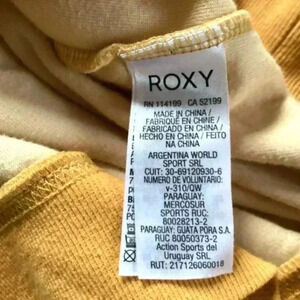 ROXY
RN 114199 CA 52199
MADE IN CHINA /
FABRIQUÉ EN CHINE /
FABRICADO EN CHINA /
HECHO EN CHINA / FEITO
NA CHINA
ARGENTINA WORLD
SPORT SRL
CUIT: 30-69120930-6
NUMERO DE VOLUNTARIO:
v-310/QW
PARAGUAY:
MERCOSUR
SPORTS RUC:
80028213-2
PARAGUAY: GUATA PORA S.A.
RUC 80050373-2
Action Sports del
Uruguay SRL
RUT: 217126060018